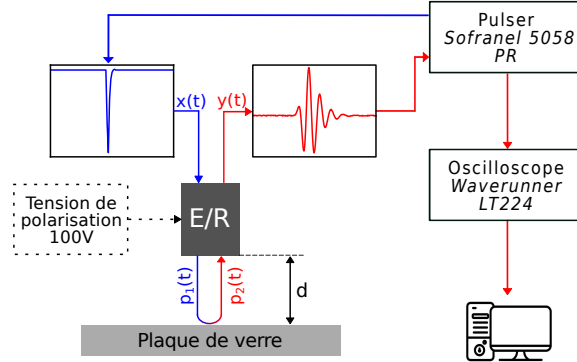 Pulser
Sofranel 5058
PR
x(t)
y(t)
Oscilloscope
Waverunner
LT224
Tension de
polarisation
100V
E/R
p₁(t)
p₂(t)
d
Plaque de verre